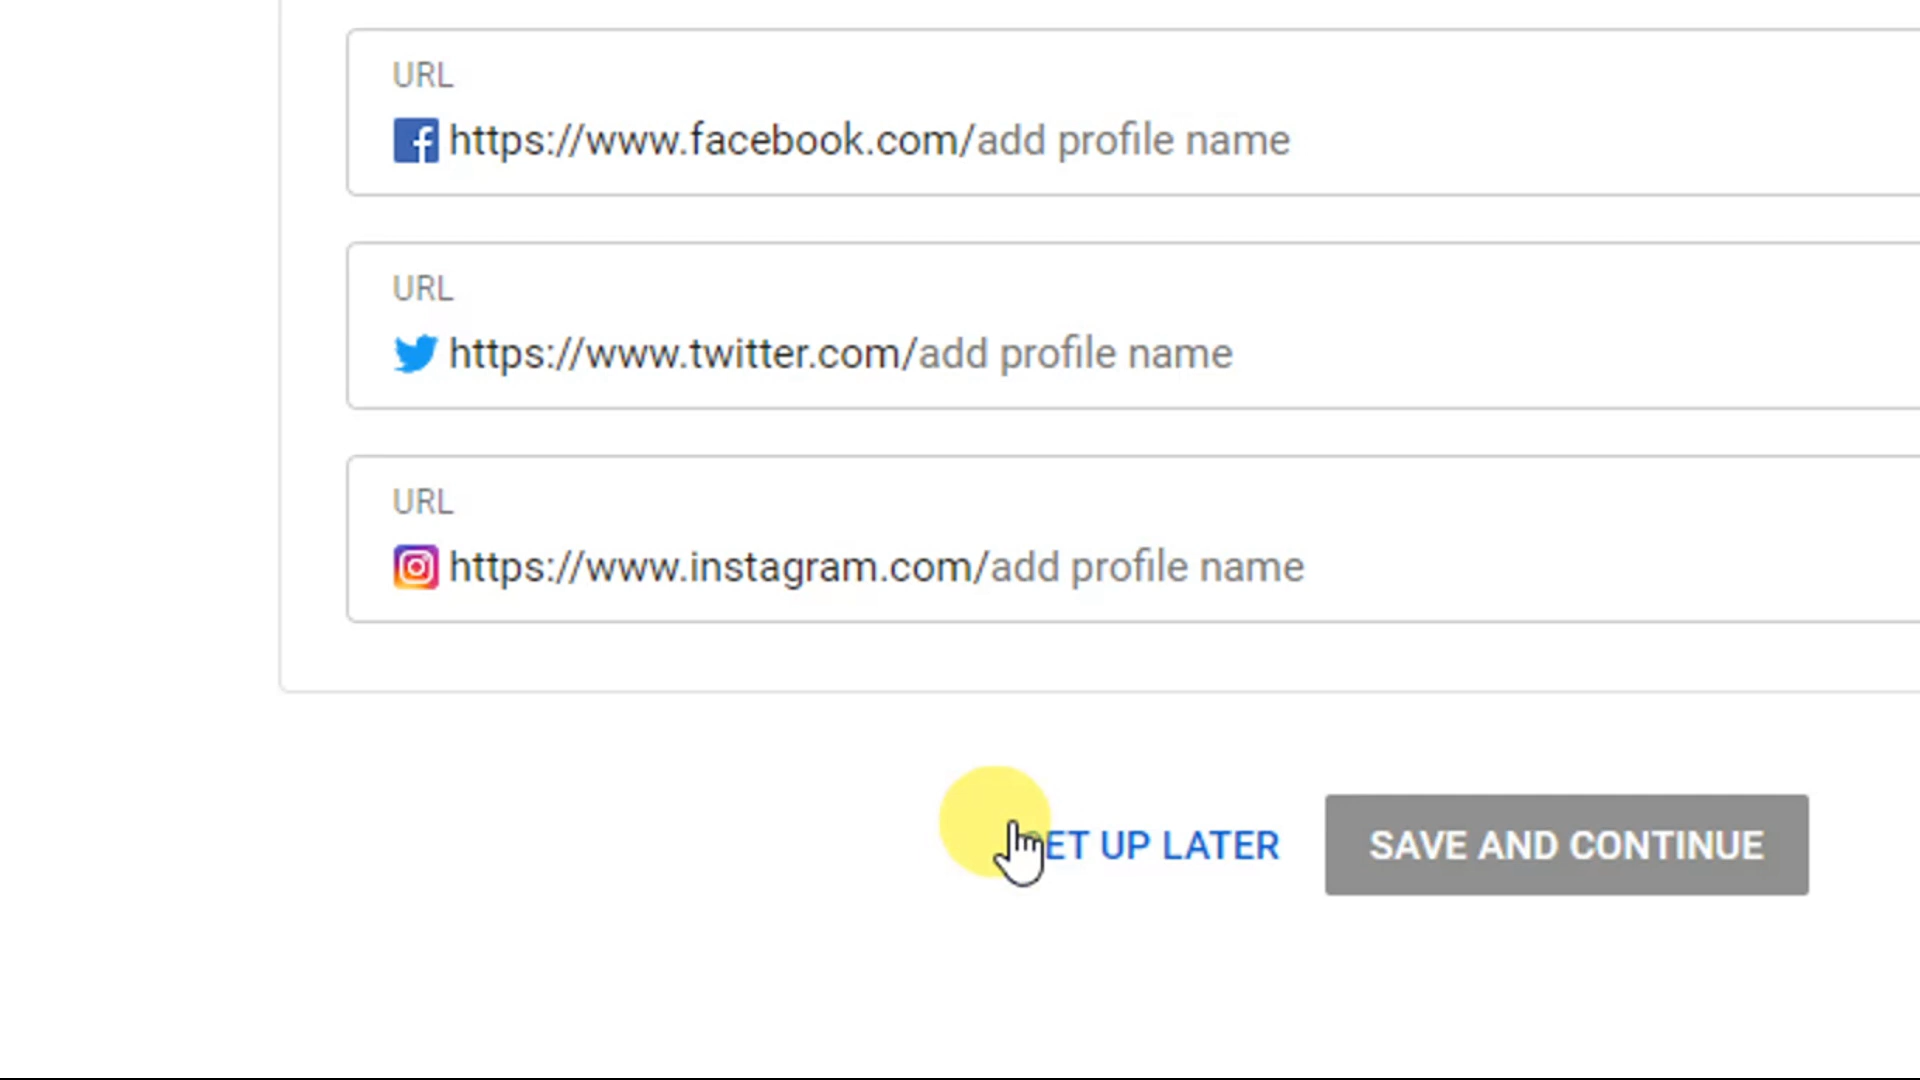 URL
https://www.facebook.com/add profile name
URL
https://www.twitter.com/add profile name
URL
https://www.instagram.com/add profile name
ET UP LATER
SAVE AND CONTINUE